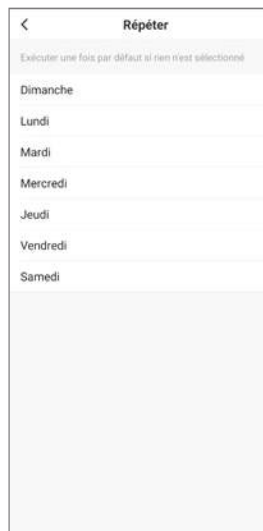 Répéter
Exécuter une fois par défaut si rien n'est sélectionné
Dimanche
Lundi
Mardi
Mercredi
Jeudi
Vendredi
Samedi